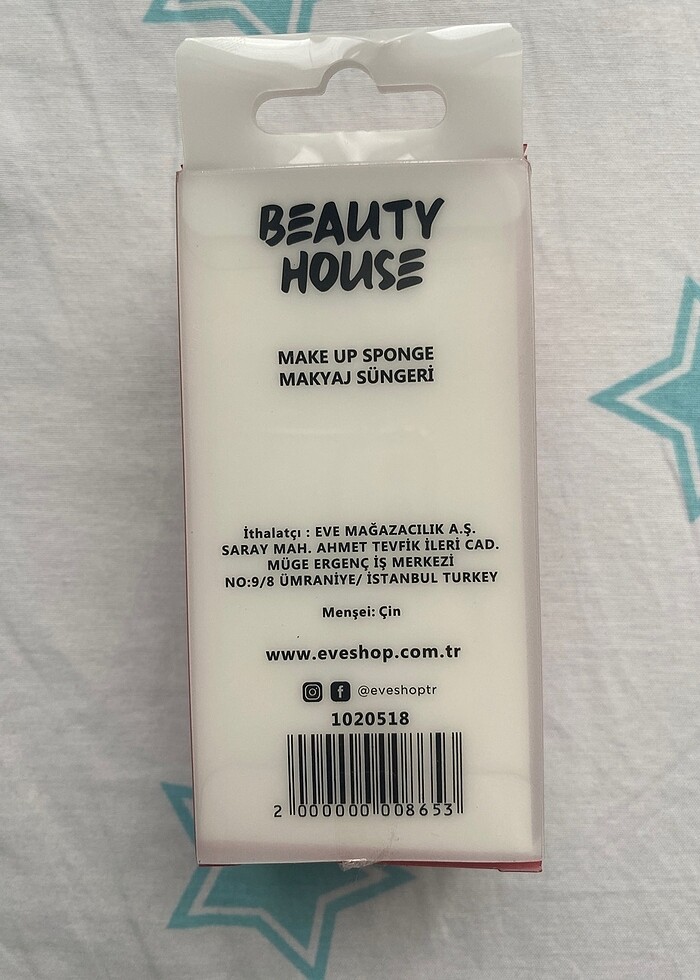 BEAUTY
HOUSE
MAKE UP SPONGE
MAKYAJ SÜNGERİ
İthalatçı : EVE MAĞAZACILIK A.Ş.
SARAY MAH. AHMET TEVFİK İLERİ CAD.
MÜGE ERGENÇ İŞ MERKEZİ
NO:9/8 ÜMRANİYE/ İSTANBUL TURKEY
Menşei: Çin
www.eveshop.com.tr
@eveshoptr
1020518
2 000000 008653